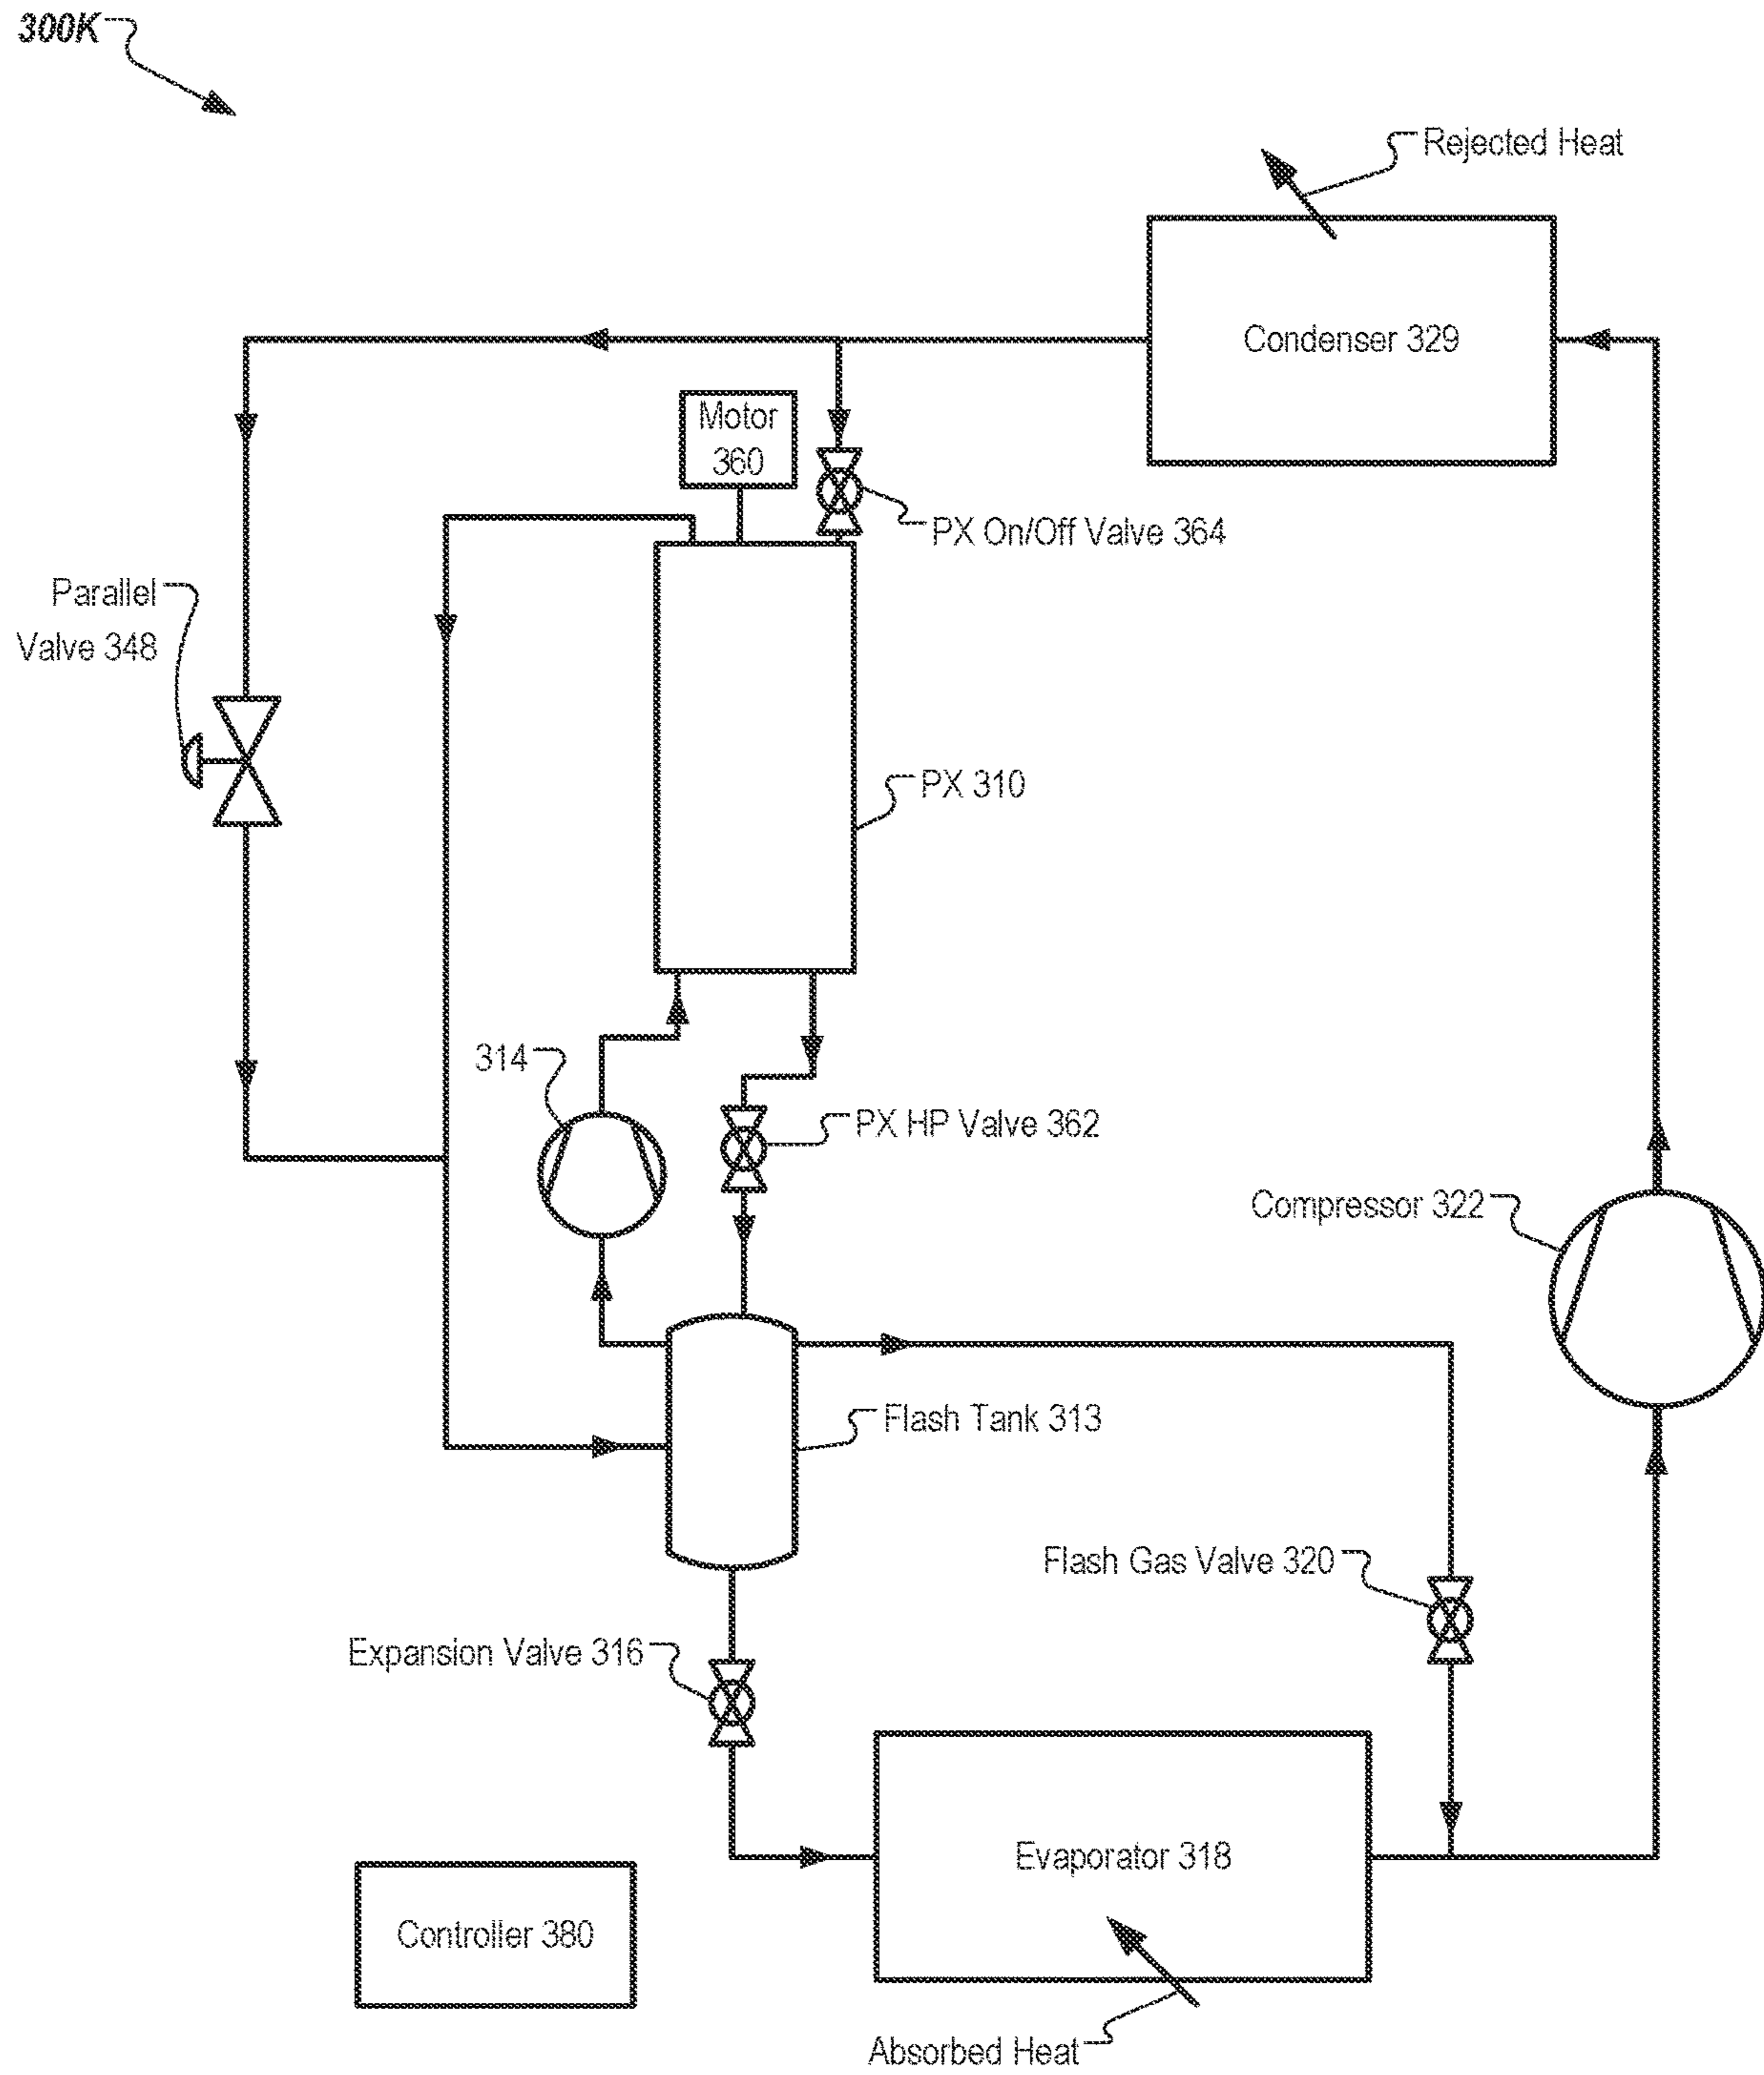 300K
Rejected Heat
Condenser 329
Motor
360
PX On/Off Valve 364
Parallel
Valve 348
PX 310
314
PX HP Valve 362
Compressor 322
Flash Tank 313
Flash Gas Valve 320
Expansion Valve 316
Evaporator 318
Controller 380
Absorbed Heat